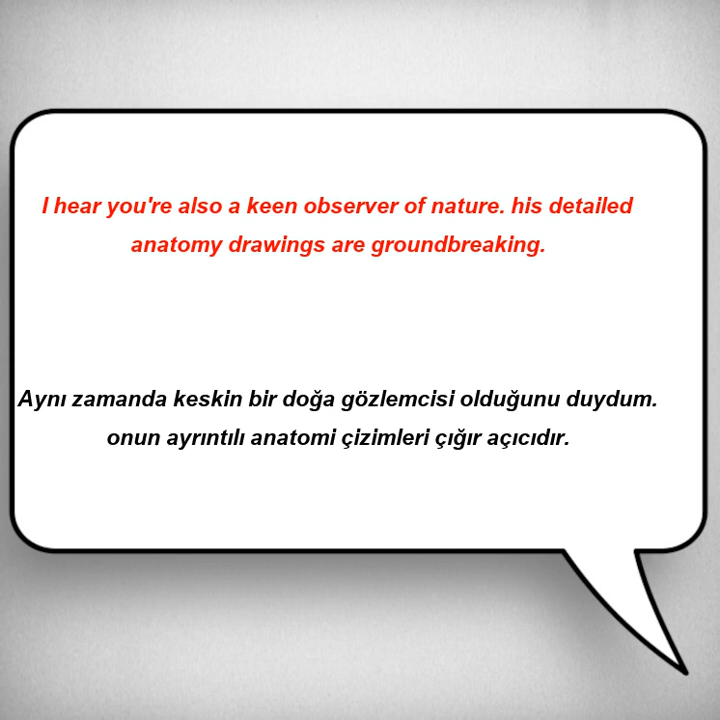 I hear you're also a keen observer of nature. his detailed
anatomy drawings are groundbreaking.
Aynı zamanda keskin bir doğa gözlemcisi olduğunu duydum.
onun ayrıntılı anatomi çizimleri çığır açıcıdır.